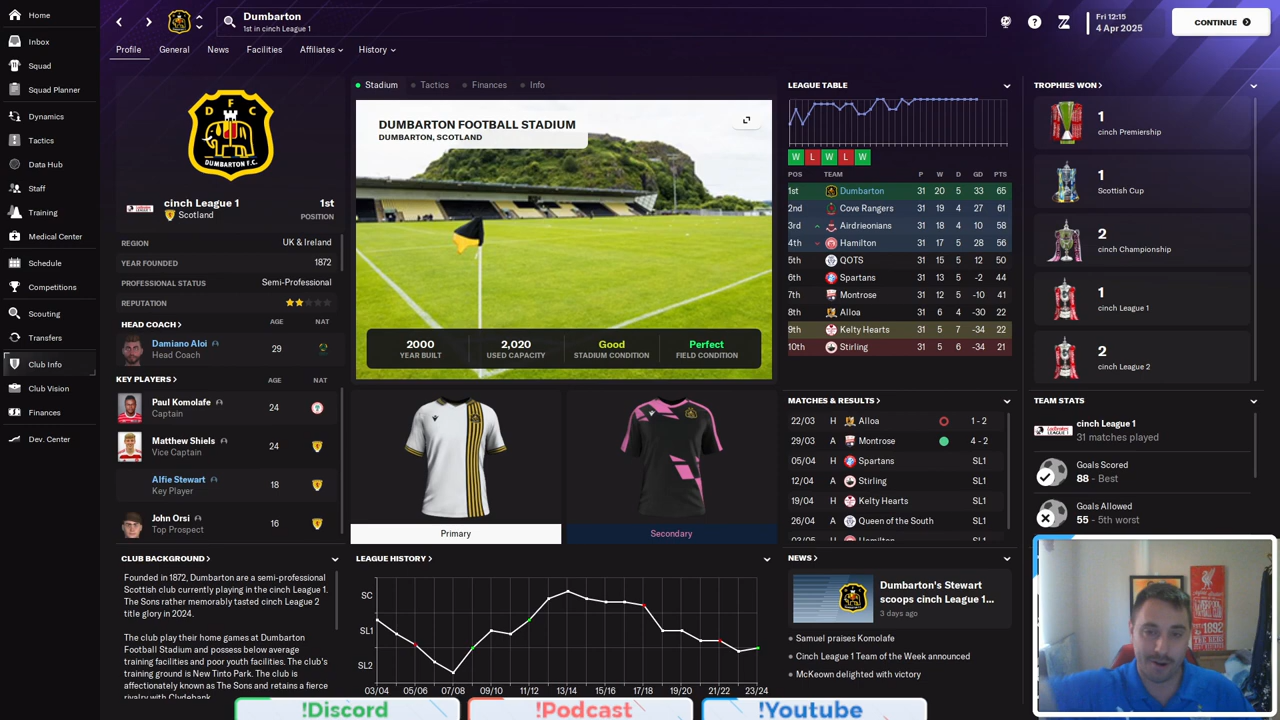 Home
Inbox
Squad
Squad Planner
Dynamics
Tactics
Data Hub
Staff
Training
Medical Center
Schedule
Competitions
Scouting
Transfers
Club Info
Club Vision
Finances
Dev. Center
Dumbarton
1st in cinch League 1
Fri 12:15
4 Apr 2025
CONTINUE
Profile General News Facilities Affiliates History
D F C
DUMBARTON F.C.
cinch League 1 1st
Scotland POSITION
REGION UK & Ireland
YEAR FOUNDED 1872
PROFESSIONAL STATUS Semi-Professional
REPUTATION
HEAD COACH > AGE NAT
Damiano Aloi 29
Head Coach
KEY PLAYERS > AGE NAT
Paul Komolafe 24
Captain
Matthew Shiels 24
Vice Captain
Alfie Stewart 18
Key Player
John Orsi 16
Top Prospect
CLUB BACKGROUND >
Founded in 1872, Dumbarton are a semi-professional
Scottish club currently playing in the cinch League 1.
The Sons rather memorably tasted cinch League 2
title glory in 2024.
The club play their home games at Dumbarton
Football Stadium and possess below average
training facilities and poor youth facilities. The club's
training ground is New Tinto Park. The club is
affectionately known as The Sons and retains a fierce
rivalry with Clydebank
Stadium Tactics Finances Info
DUMBARTON FOOTBALL STADIUM
DUMBARTON, SCOTLAND
2000 2,020 Good Perfect
YEAR BUILT USED CAPACITY STADIUM CONDITION FIELD CONDITION
Primary Secondary
LEAGUE HISTORY >
SC
SL1
SL2
03/04 05/06 07/08 09/10 11/12 13/14 15/16 17/18 19/20 21/22 23/24
LEAGUE TABLE
W L W L W
POS TEAM P W D GD PTS
1st Dumbarton 31 20 5 33 65
2nd Cove Rangers 31 19 4 27 61
3rd Airdrieonians 31 18 4 10 58
4th Hamilton 31 17 5 28 56
5th QOTS 31 15 5 12 50
6th Spartans 31 13 5 -2 44
7th Montrose 31 12 5 -10 41
8th Alloa 31 6 4 -30 22
9th Kelty Hearts 31 5 7 -34 22
10th Stirling 31 5 6 -34 21
MATCHES & RESULTS >
22/03 H Alloa 1 - 2
29/03 A Montrose 4 - 2
05/04 H Spartans SL1
12/04 A Stirling SL1
19/04 H Kelty Hearts SL1
26/04 A Queen of the South SL1
03/05 H Hamilton SL1
NEWS >
Dumbarton's Stewart
scoops cinch League 1...
3 days ago
Samuel praises Komolafe
Cinch League 1 Team of the Week announced
McKeown delighted with victory
TROPHIES WON >
1
cinch Premiership
1
Scottish Cup
2
cinch Championship
1
cinch League 1
2
cinch League 2
TEAM STATS
cinch League 1
31 matches played
Goals Scored
88 - Best
Goals Allowed
55 - 5th worst
1892
!Discord !Podcast !Youtube